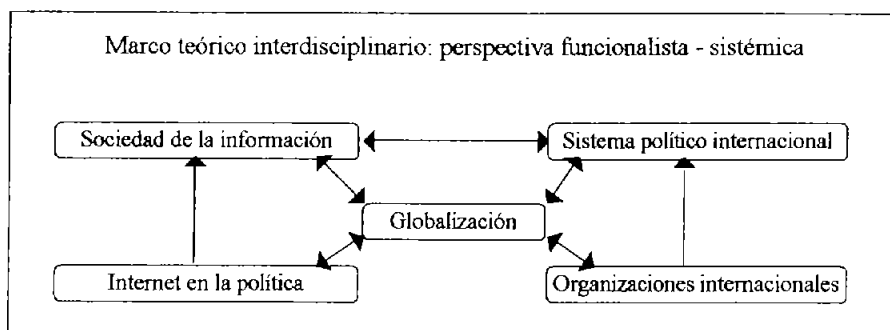 Marco teórico interdisciplinario: perspectiva funcionalista - sistémica
Sociedad de la información
Sistema político internacional
Globalización
Internet en la política
Organizaciones internacionales